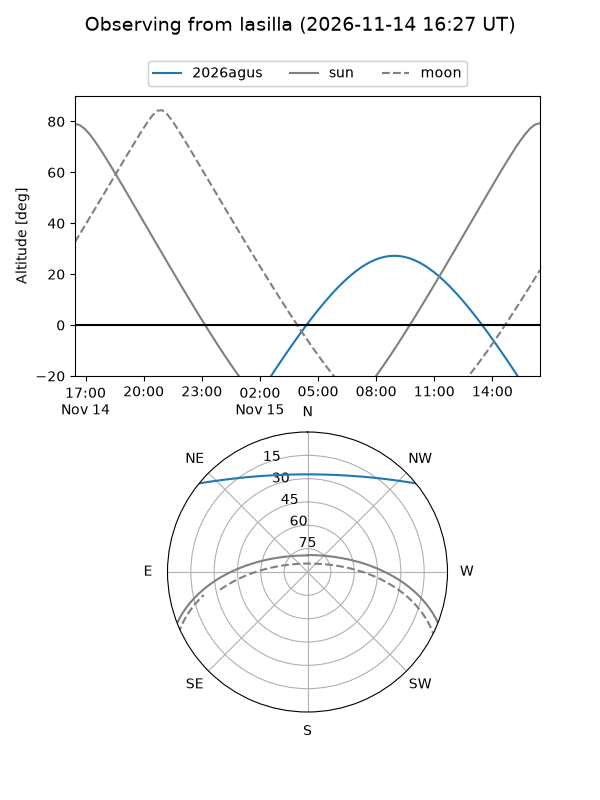 Observing from lasilla (2026-11-14 16:27 UT)
2026agus sun moon
80
60
40
20
0
−20
Altitude [deg]
17:00 20:00 23:00 02:00 05:00 08:00 11:00 14:00
Nov 14 Nov 15
N
NE NW
15
30
45
60
75
E W
SE SW
S